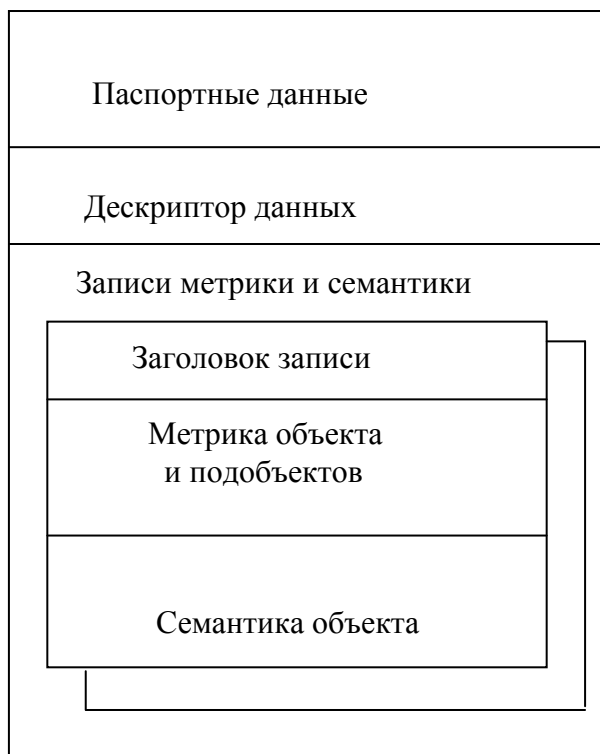 Паспортные данные
Дескриптор данных
Записи метрики и семантики
Заголовок записи
Метрика объекта
и подобъектов
Семантика объекта